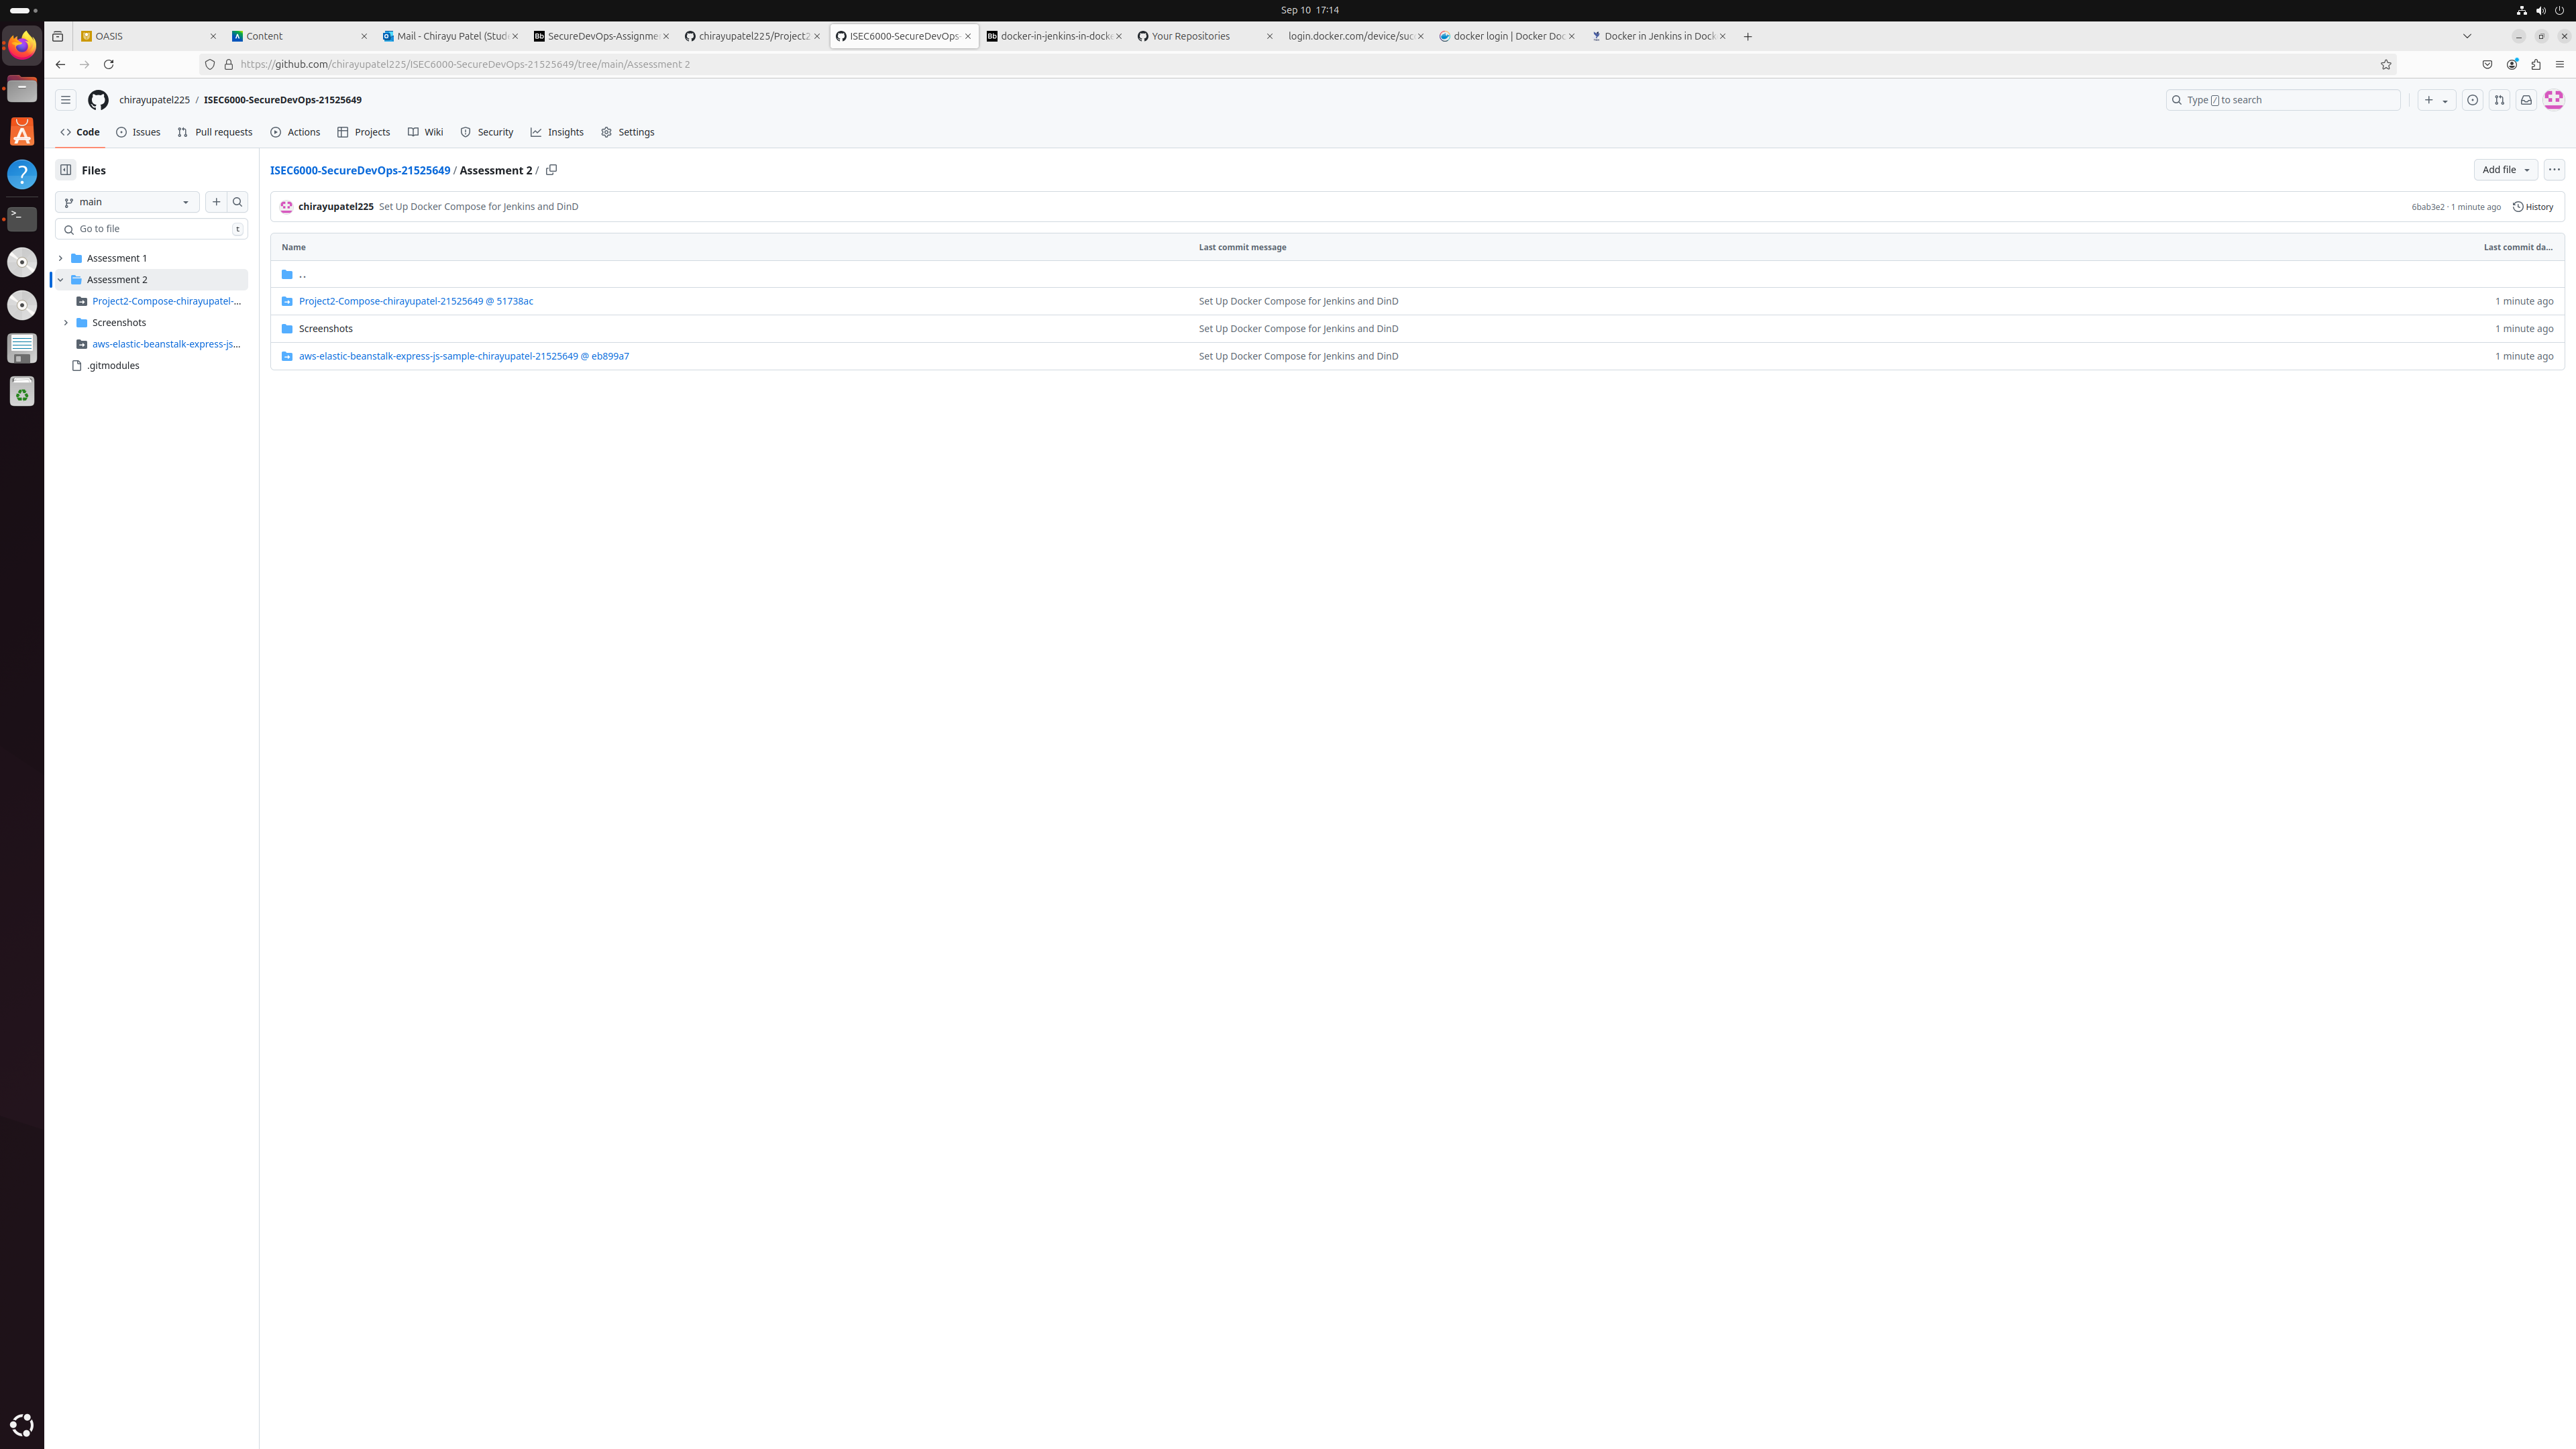 Sep 10 17:14
OASIS
Content
Mail - Chirayu Patel (Stud
SecureDevOps-Assignme
chirayupatel225/Project2
ISEC6000-SecureDevOps-
docker-in-jenkins-in-docke
Your Repositories
login.docker.com/device/suc
docker login | Docker Doc
Docker in Jenkins in Dock
https://github.com/chirayupatel225/ISEC6000-SecureDevOps-21525649/tree/main/Assessment 2
chirayupatel225 / ISEC6000-SecureDevOps-21525649
Type / to search
Code
Issues
Pull requests
Actions
Projects
Wiki
Security
Insights
Settings
Files
main
Go to file
t
Assessment 1
Assessment 2
Project2-Compose-chirayupatel-...
Screenshots
aws-elastic-beanstalk-express-js...
.gitmodules
ISEC6000-SecureDevOps-21525649 / Assessment 2 /
Add file
chirayupatel225 Set Up Docker Compose for Jenkins and DinD
6bab3e2 · 1 minute ago
History
Name
Last commit message
Last commit da...
..
Project2-Compose-chirayupatel-21525649 @ 51738ac
Set Up Docker Compose for Jenkins and DinD
1 minute ago
Screenshots
Set Up Docker Compose for Jenkins and DinD
1 minute ago
aws-elastic-beanstalk-express-js-sample-chirayupatel-21525649 @ eb899a7
Set Up Docker Compose for Jenkins and DinD
1 minute ago